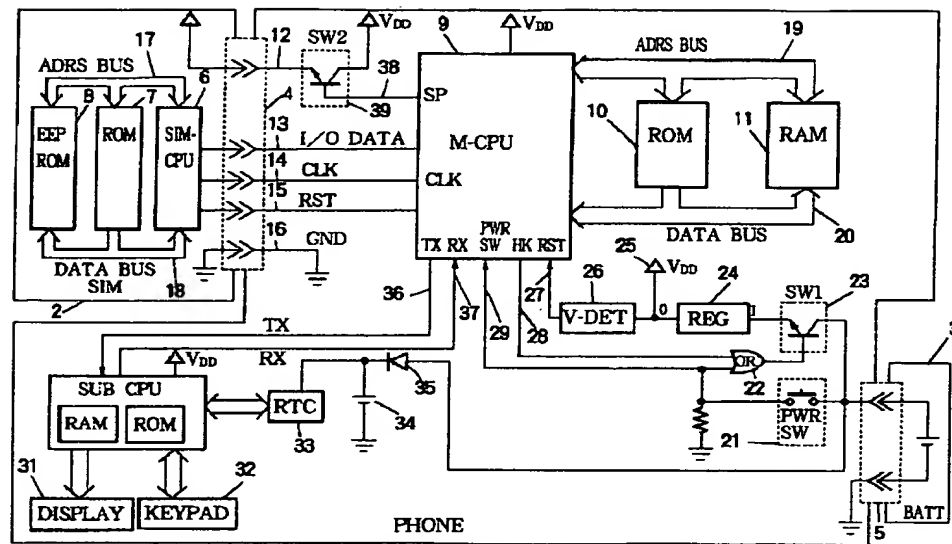 9
VDD
VDD
19
17
12
SW2
ADRS BUS
ADRS BUS
6
8
7
4
38
SP
39
EEP
ROM
ROM
SIM-
CPU
13
I/O DATA
M-CPU
10
ROM
11
RAM
14
CLK
CLK
15
RST
16
GND
PWR
TX RX SW HK RST
DATA BUS
20
DATA BUS
SIM
18
2
36
37
29
28
27
25
VDD
26
24
SW1
23
V-DET
O
REG
I
TX
RX
VDD
OR
22
SUB CPU
RAM
ROM
RTC
33
35
34
PWR
SW
21
31
32
DISPLAY
KEYPAD
PHONE
5
BATT